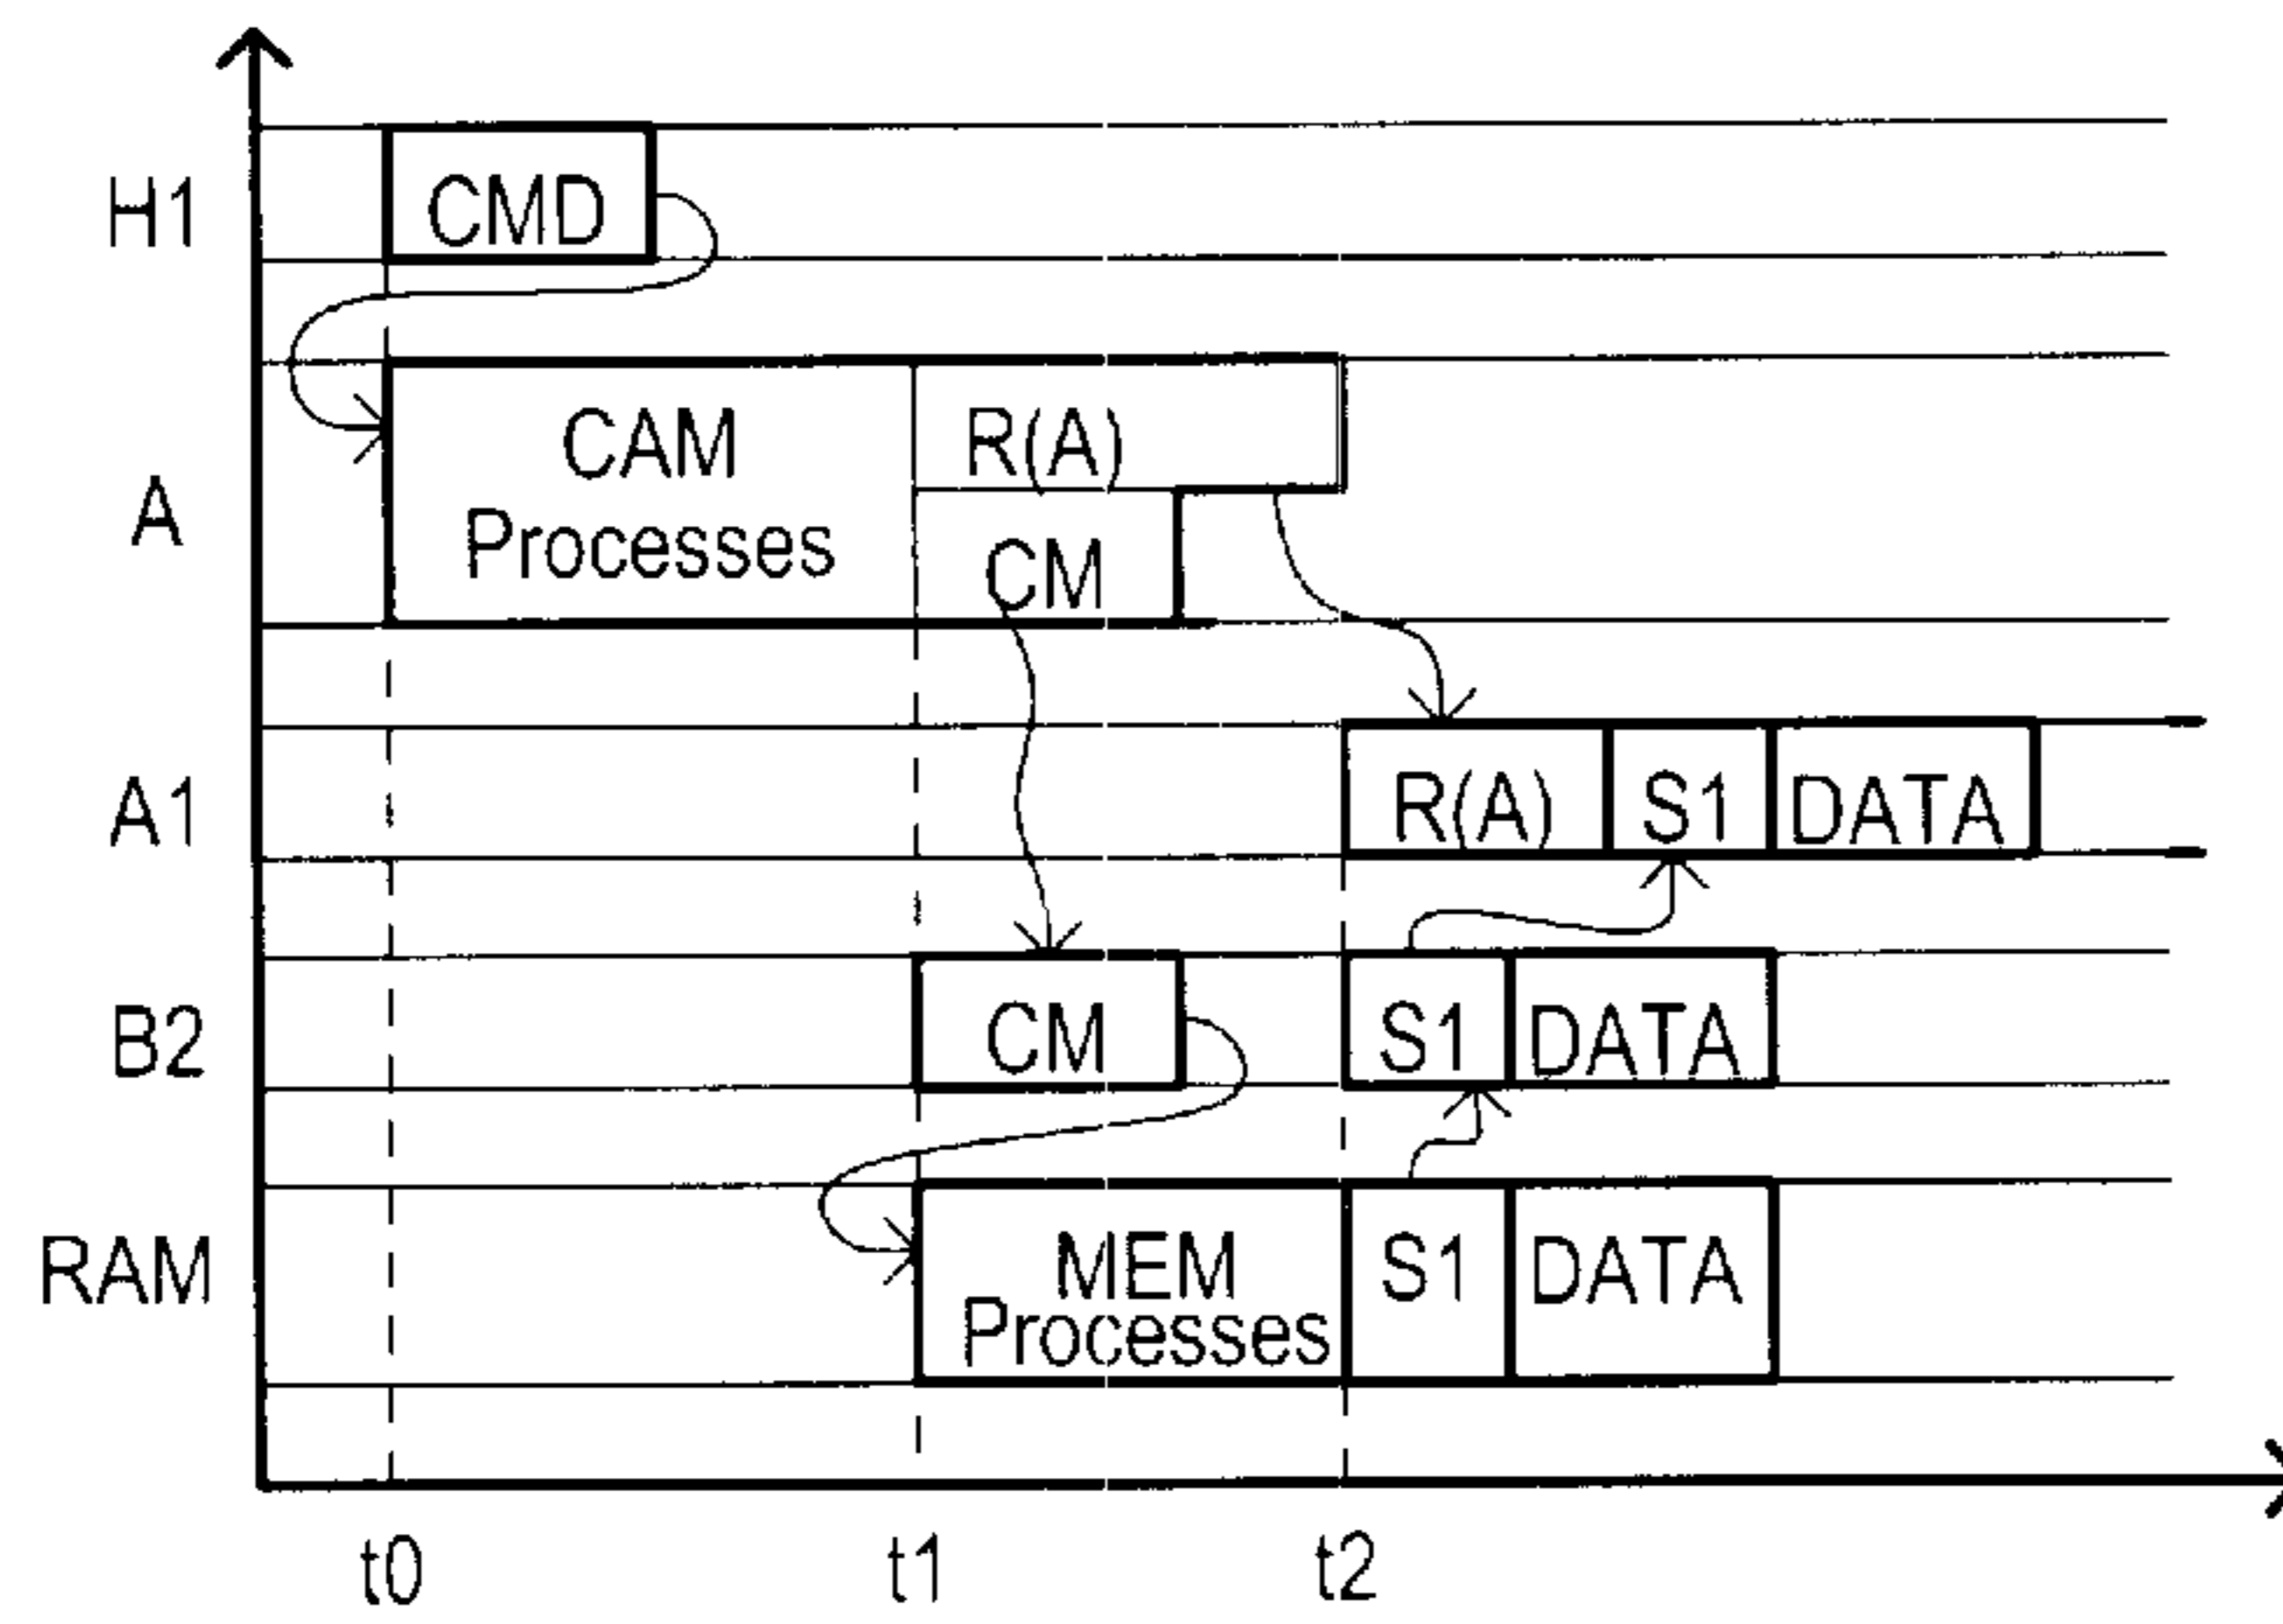 H1 CMD
A CAM Processes R(A)
CM
A1 R(A) S1 DATA
B2 CM S1 DATA
RAM MEM Processes S1 DATA
t0 t1 t2